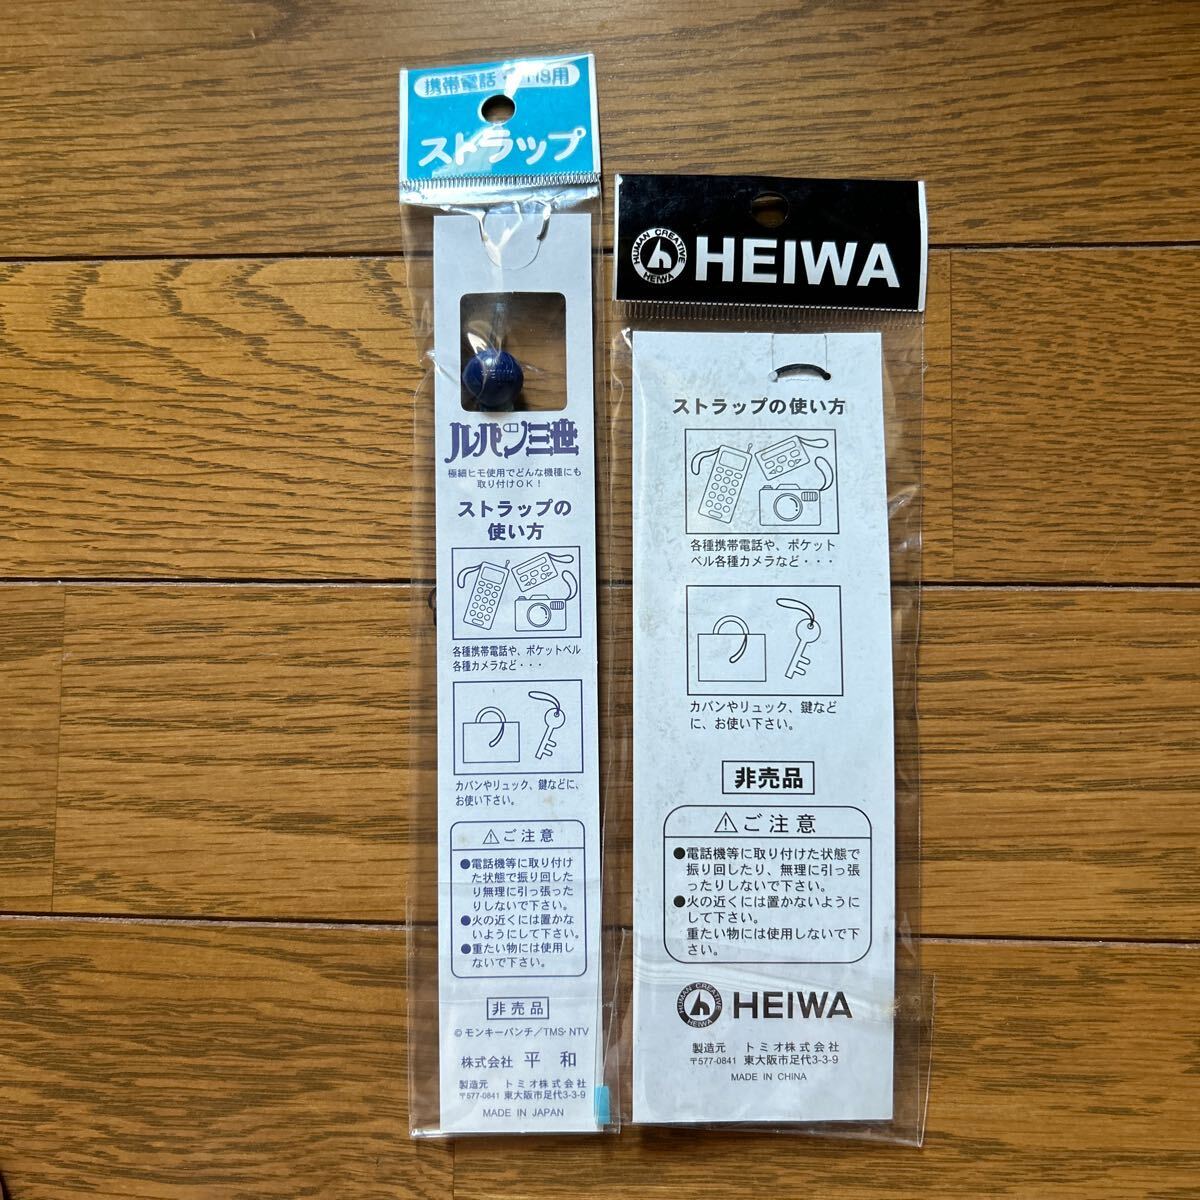 携帯電話
用
ストラップ
ルパン三世
極細ヒモ使用でどんな機種にも
取り付けOK!
ストラップの
使い方
各種携帯電話や、ポケットベル
各種カメラなど・・・
カバンやリュック、鍵などに、
お使い下さい。
⚠ご注意
●電話機等に取り付け
た状態で振り回した
り無理に引っ張った
りしないで下さい。
●火の近くには置かな
いようにして下さい。
●重たい物には使用し
ないで下さい。
非売品
©モンキーパンチ/TMS・NTV
株式会社 平和
製造元 トミオ株式会社
〒577-0841 東大阪市足代3-3-9
MADE IN JAPAN
HUMAN CREATIVE
HEIWA
HEIWA
ストラップの使い方
各種携帯電話や、ポケット
ベル各種カメラなど・・・
カバンやリュック、鍵など
に、お使い下さい。
非売品
⚠ご注意
●電話機等に取り付けた状態で
振り回したり、無理に引っ張
ったりしないで下さい。
●火の近くには置かないように
して下さい。
重たい物には使用しないで下
さい。
HUMAN CREATIVE
HEIWA
HEIWA
製造元 トミオ株式会社
〒577-0841 東大阪市足代3-3-9
MADE IN CHINA